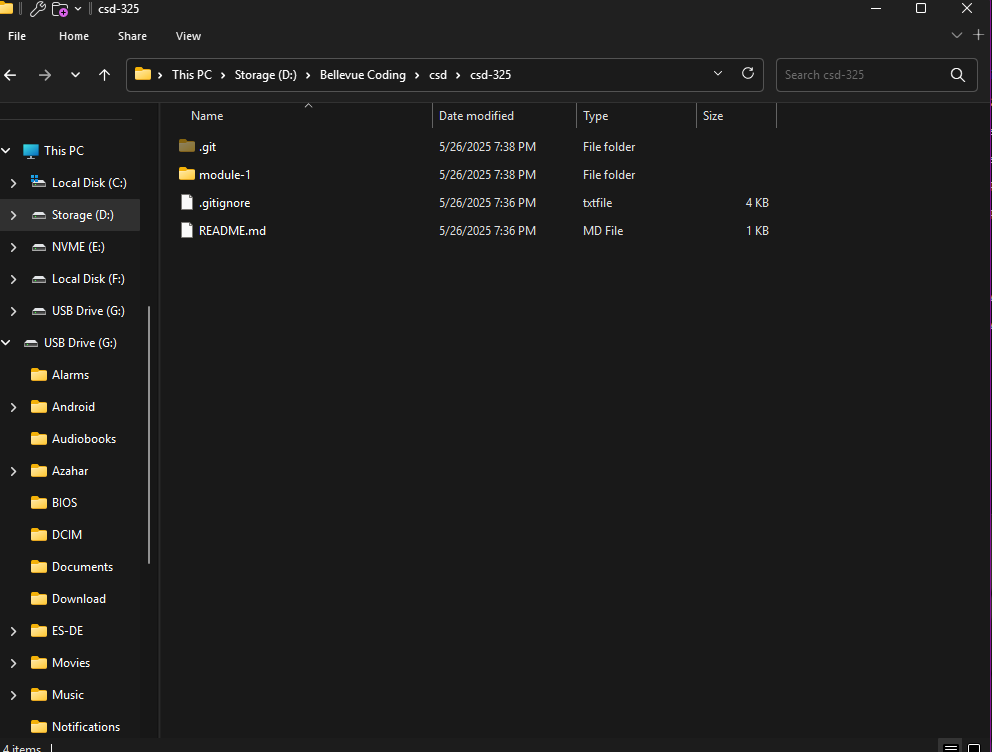 csd-325
File Home Share View
This PC Storage (D:) Bellevue Coding csd csd-325
Search csd-325
Name Date modified Type Size
.git 5/26/2025 7:38 PM File folder
module-1 5/26/2025 7:38 PM File folder
.gitignore 5/26/2025 7:36 PM txtfile 4 KB
README.md 5/26/2025 7:36 PM MD File 1 KB
This PC
Local Disk (C:)
Storage (D:)
NVME (E:)
Local Disk (F:)
USB Drive (G:)
USB Drive (G:)
Alarms
Android
Audiobooks
Azahar
BIOS
DCIM
Documents
Download
ES-DE
Movies
Music
Notifications
4 items